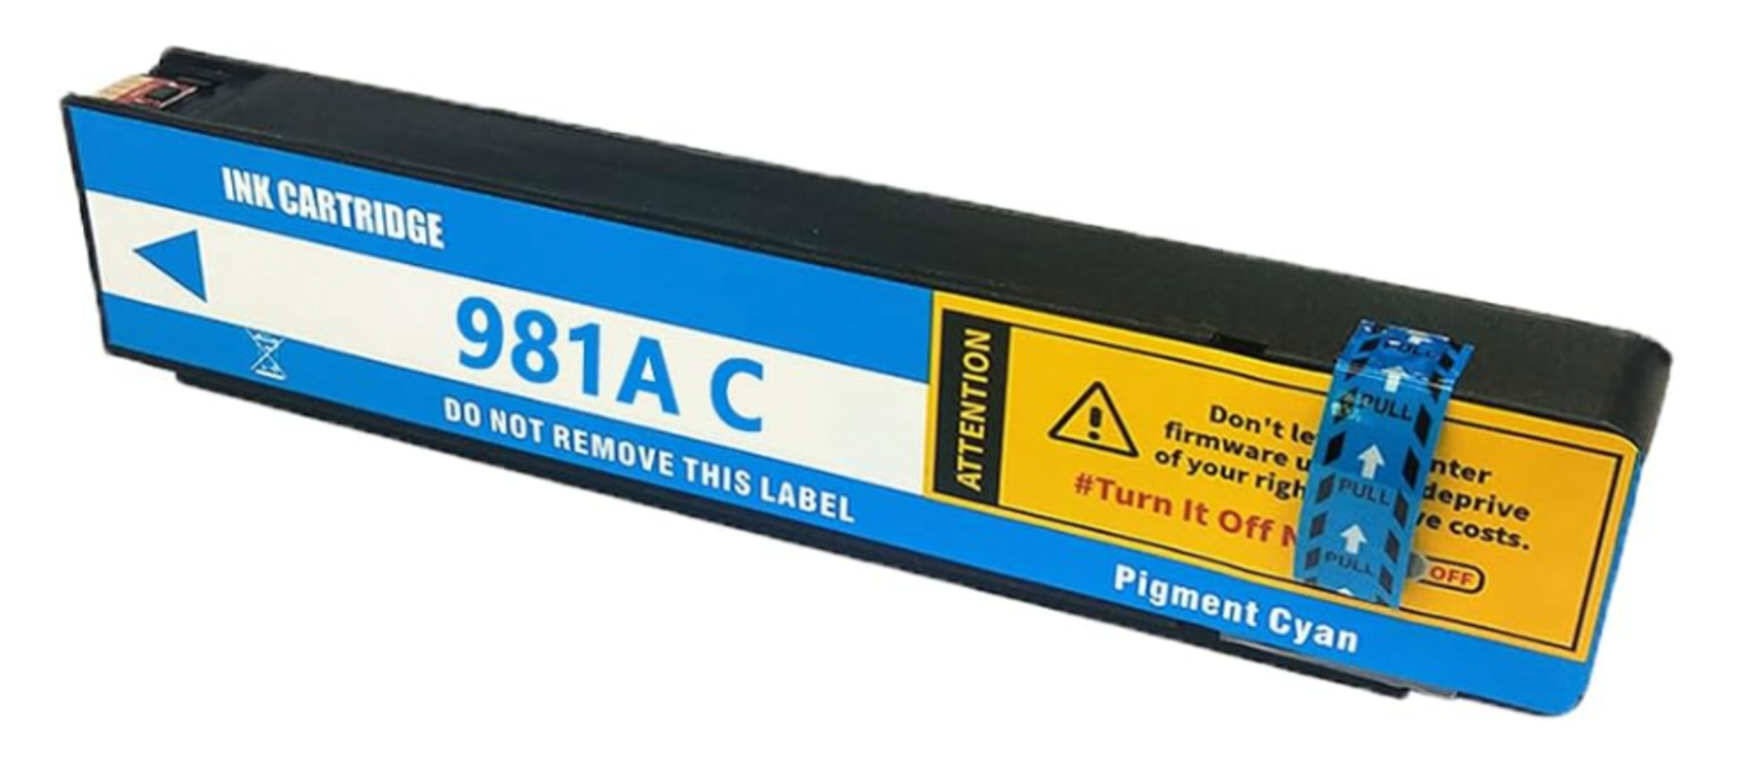 INK CARTRIDGE
981A C
DO NOT REMOVE THIS LABEL
ATTENTION
Don't
firmware
of your deprive
costs.
#Turn It Off
OFF
PULL
PULL
PULL
PULL
Pigment Cyan